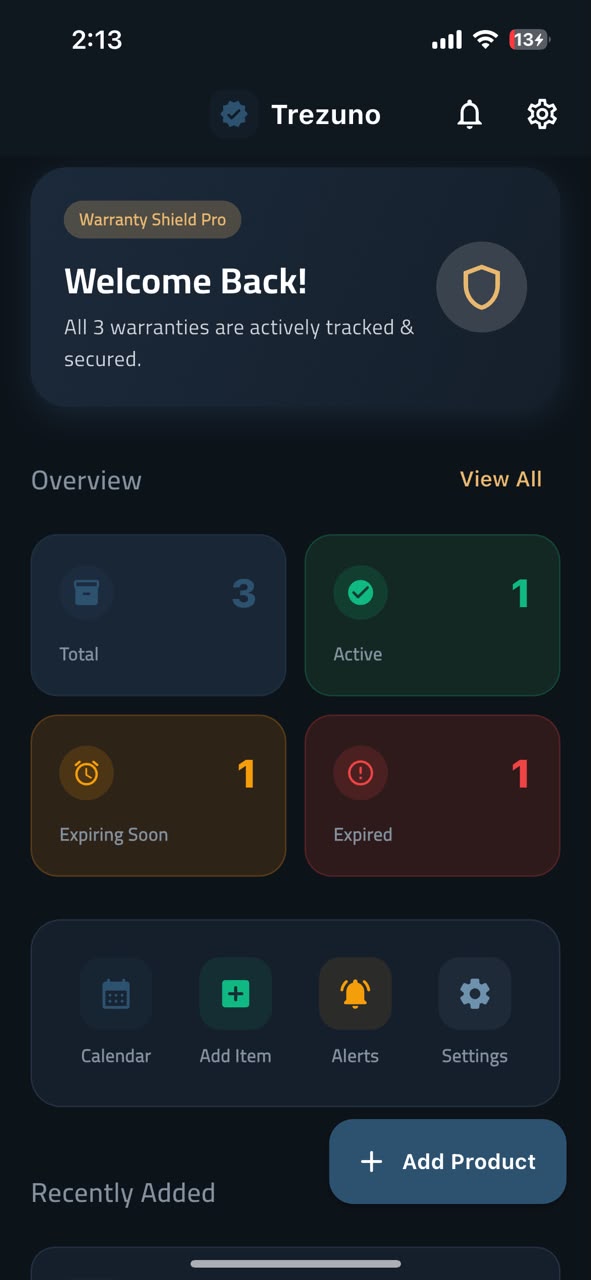 2:13
13
Trezuno
Warranty Shield Pro
Welcome Back!
All 3 warranties are actively tracked &
secured.
Overview
View All
3
Total
1
Active
1
Expiring Soon
1
Expired
Calendar
Add Item
Alerts
Settings
Add Product
Recently Added